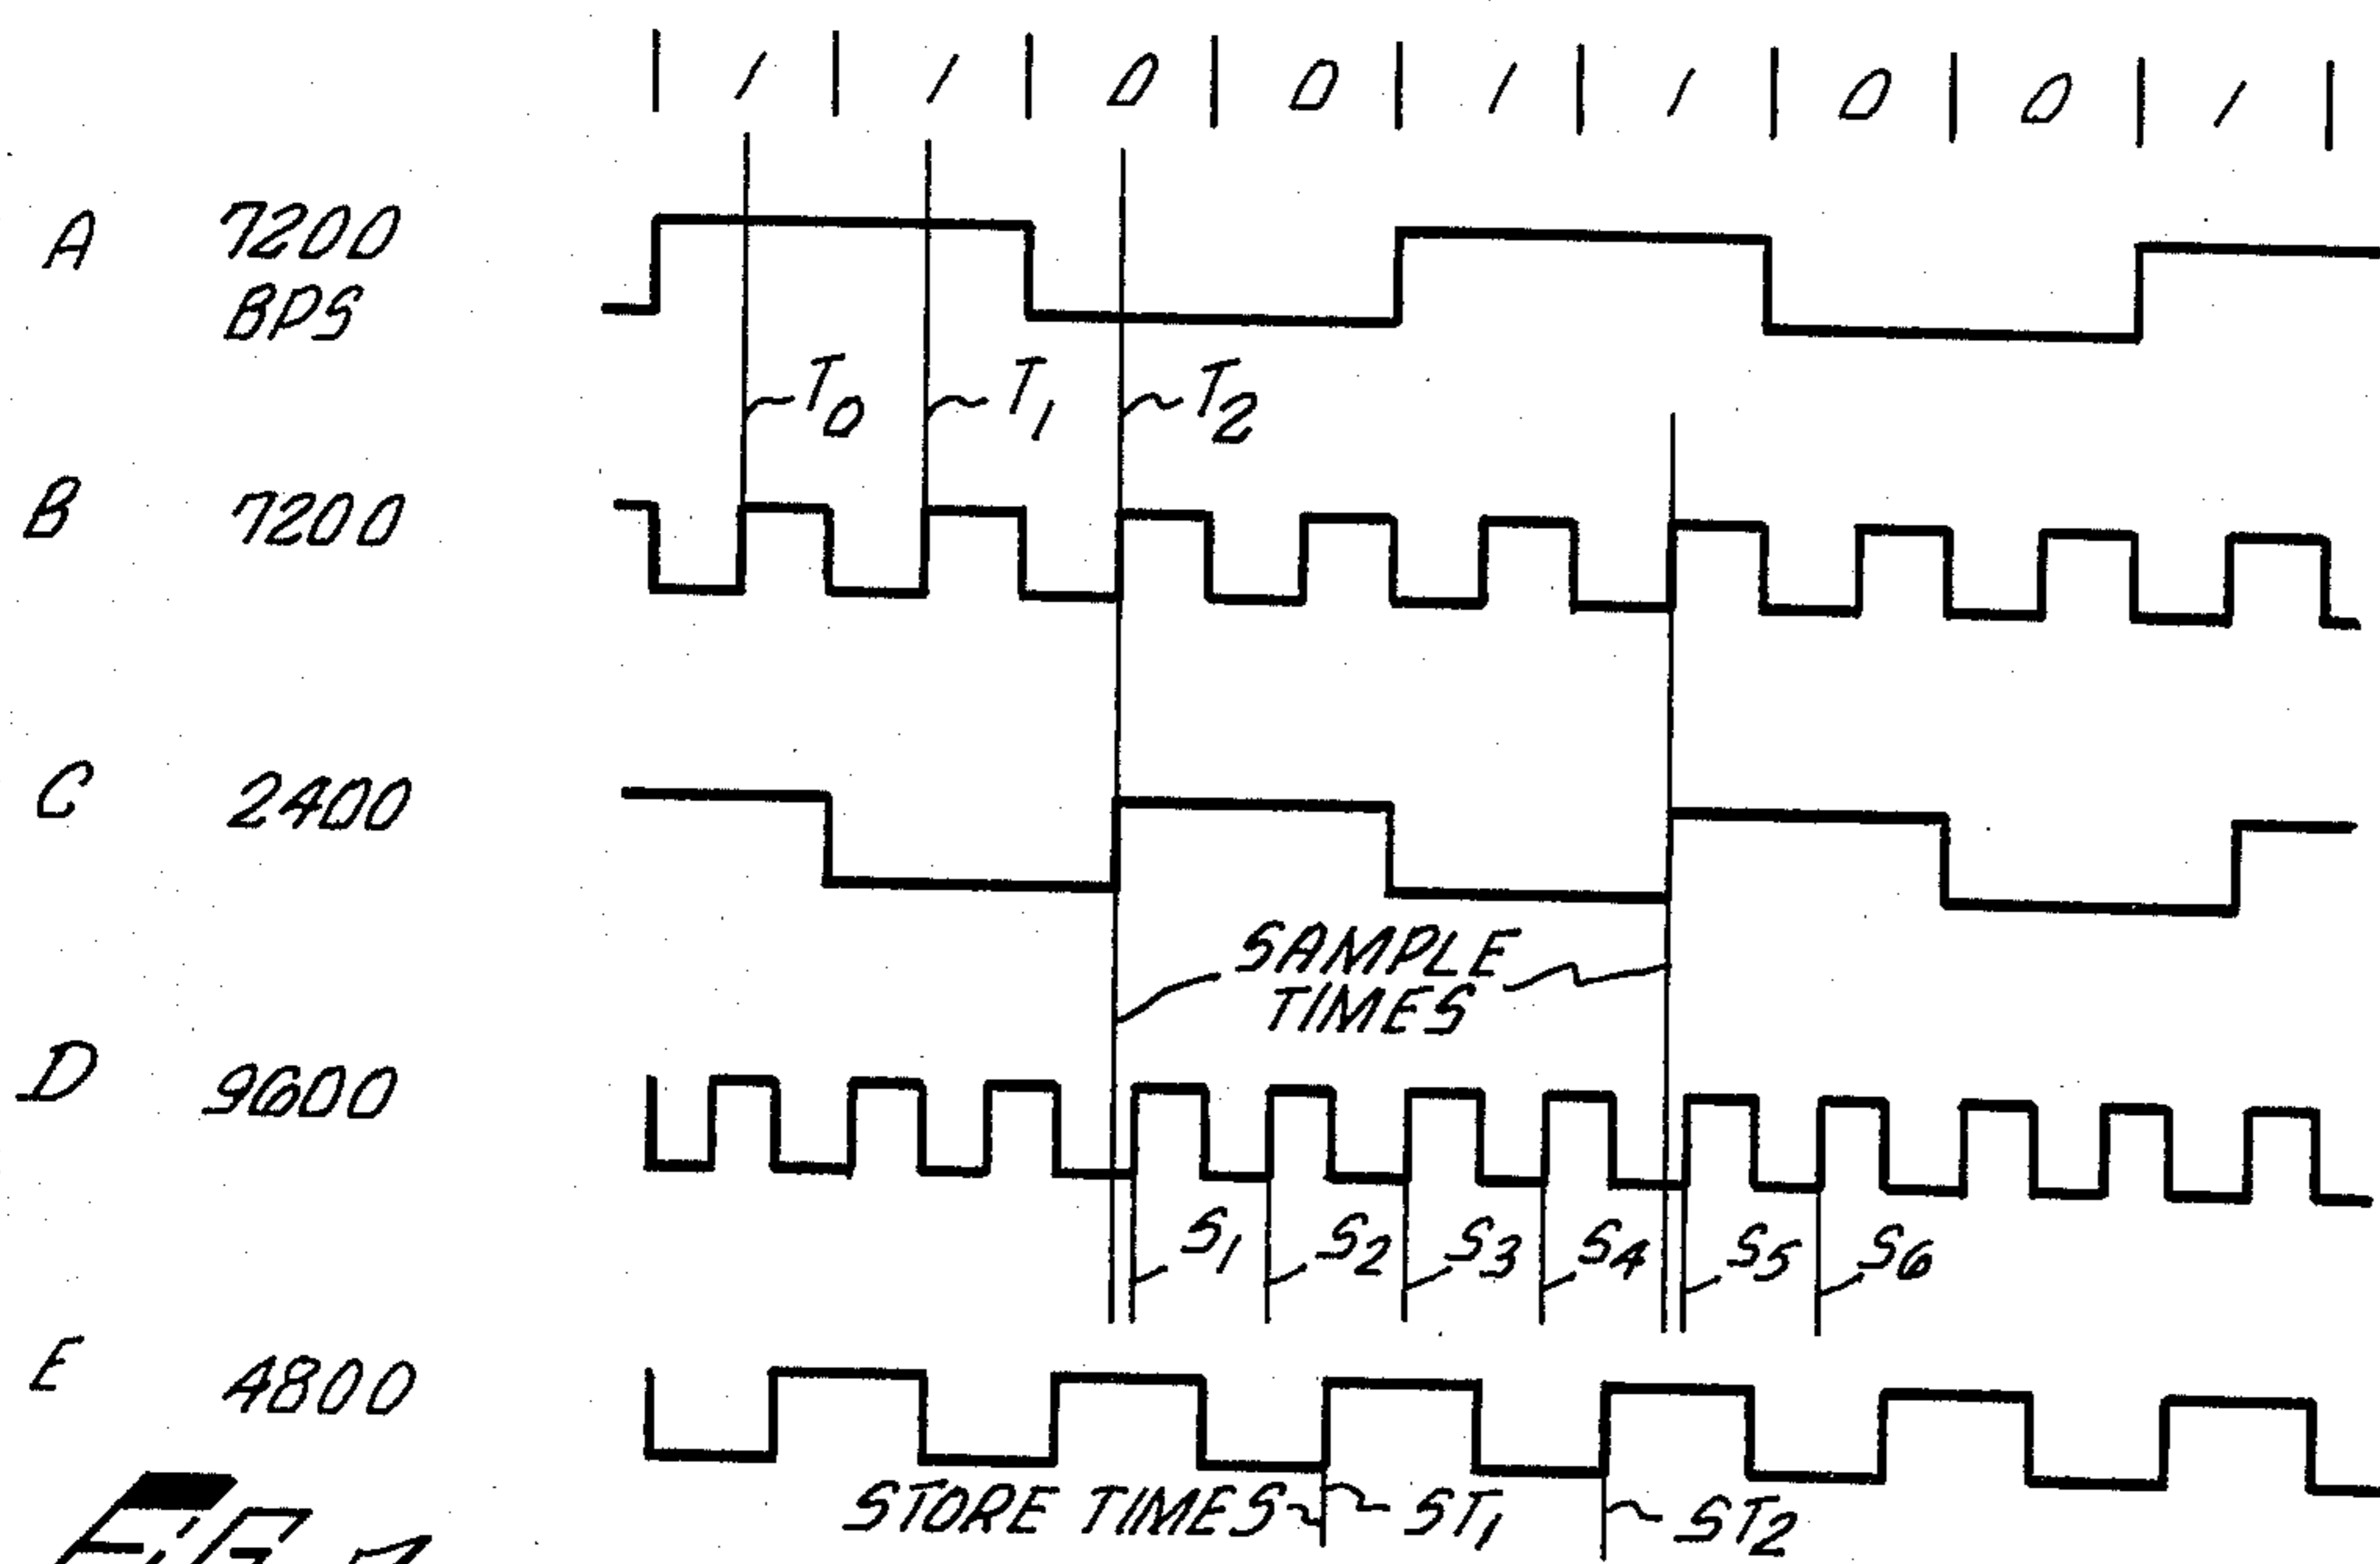 | 1 | 1 | 0 | 0 | 1 | 1 | 0 | 0 | 1 |
A 7200
BPS
T0 T1 T2
B 7200
C 2400
SAMPLE
TIMES
D 9600
S1 S2 S3 S4 S5 S6
E 4800
STORE TIMES ST1 ST2